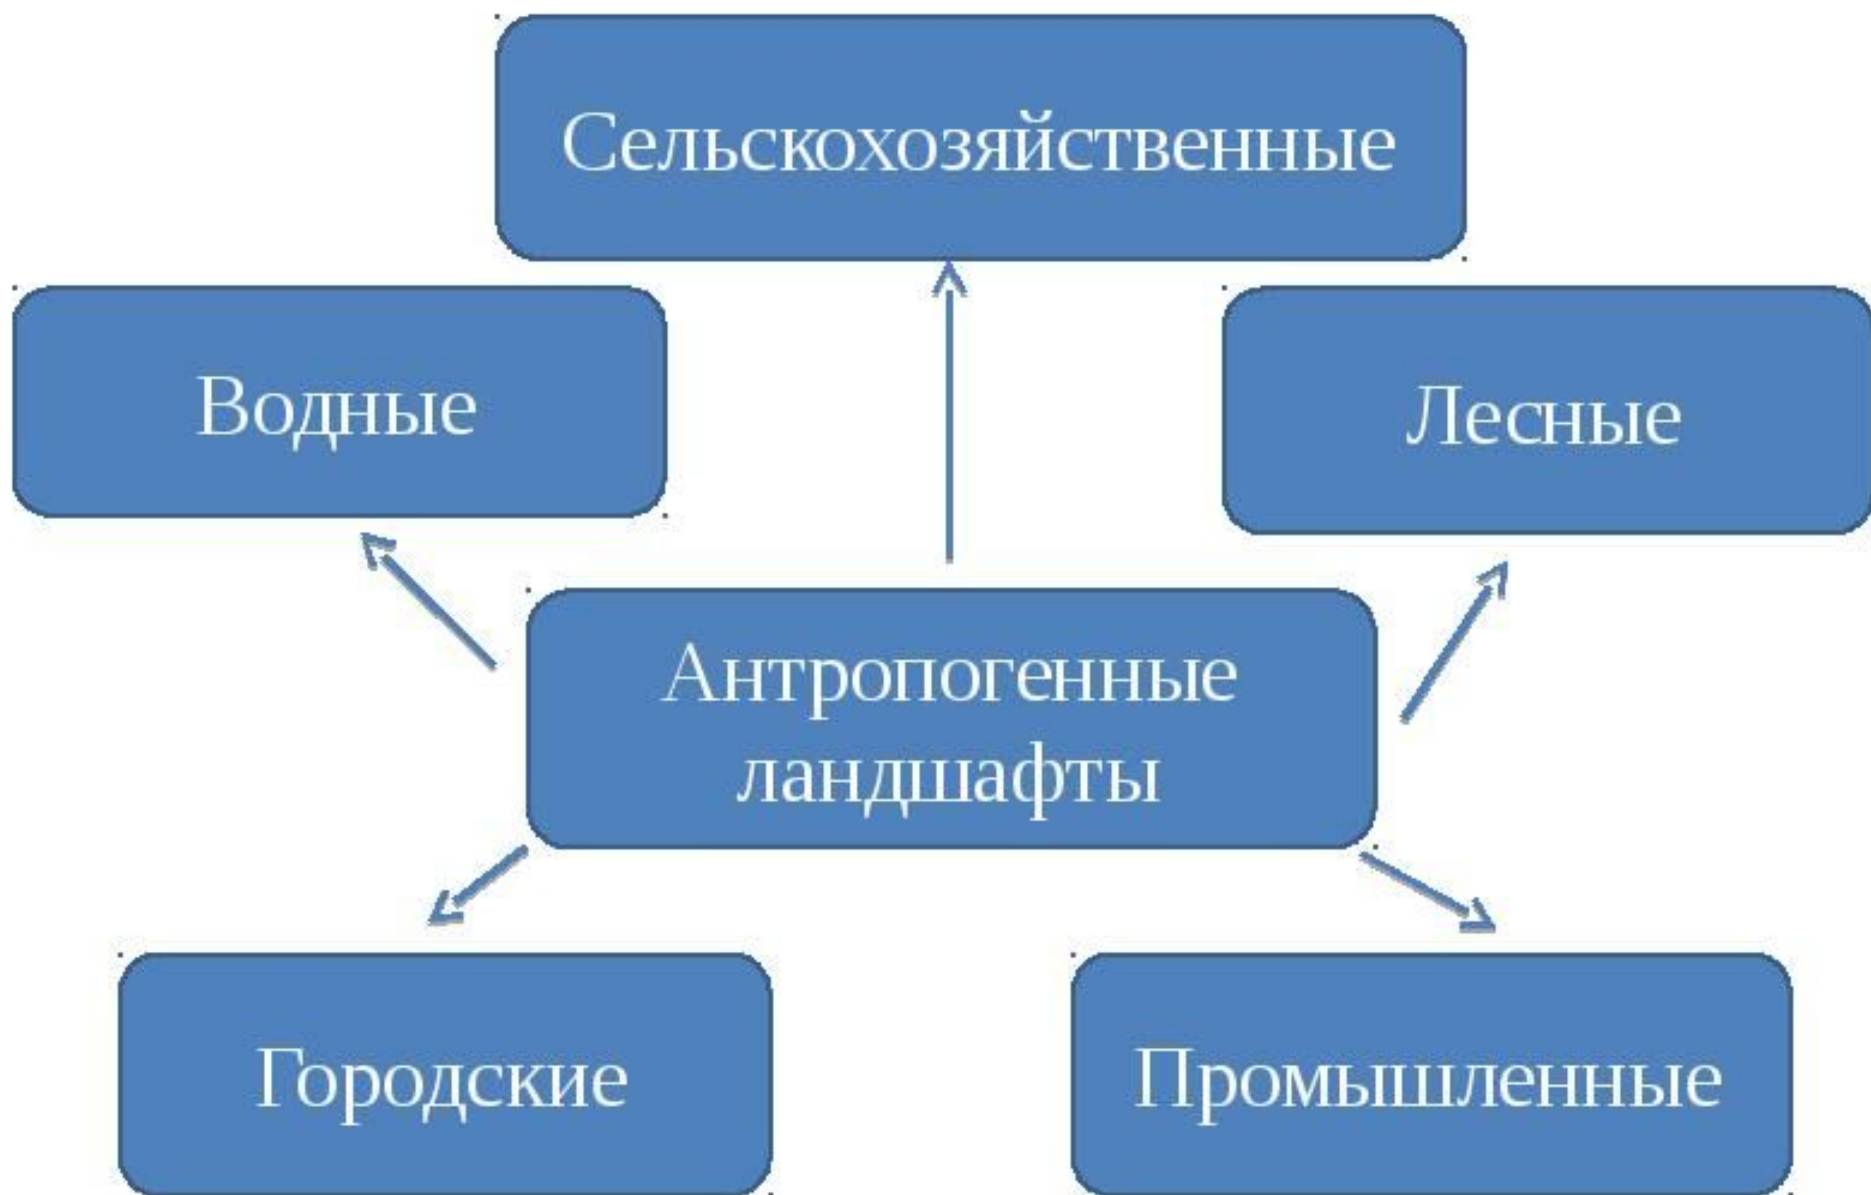 Сельскохозяйственные
Водные
Лесные
Антропогенные
ландшафты
Городские
Промышленные